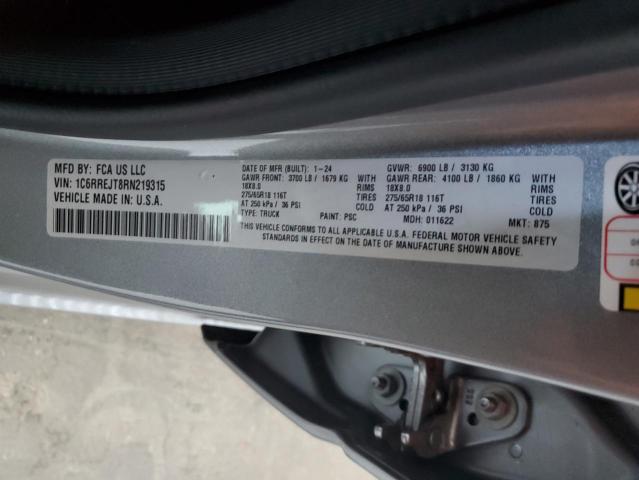 MFD BY: FCA US LLC
VIN: 1C6RREJT8RN219315
VEHICLE MADE IN: U.S.A.
DATE OF MFR (BUILT): 1-24
GAWR FRONT: 3700 LB / 1679 KG
18X8.0
275/65R18 116T
AT 250 kPa / 36 PSI
TYPE: TRUCK
RIMS
TIRES
COLD
PAINT: PSC
GVWR: 6900 LB / 3130 KG
GAWR REAR: 4100 LB / 1860 KG
18X8.0
275/65R18 116T
AT 250 kPa / 36 PSI
MDH: 011622
RIMS
TIRES
COLD
MKT: 875
THIS VEHICLE CONFORMS TO ALL APPLICABLE U.S.A. FEDERAL MOTOR VEHICLE SAFETY
STANDARDS IN EFFECT ON THE DATE OF MANUFACTURE SHOWN ABOVE.